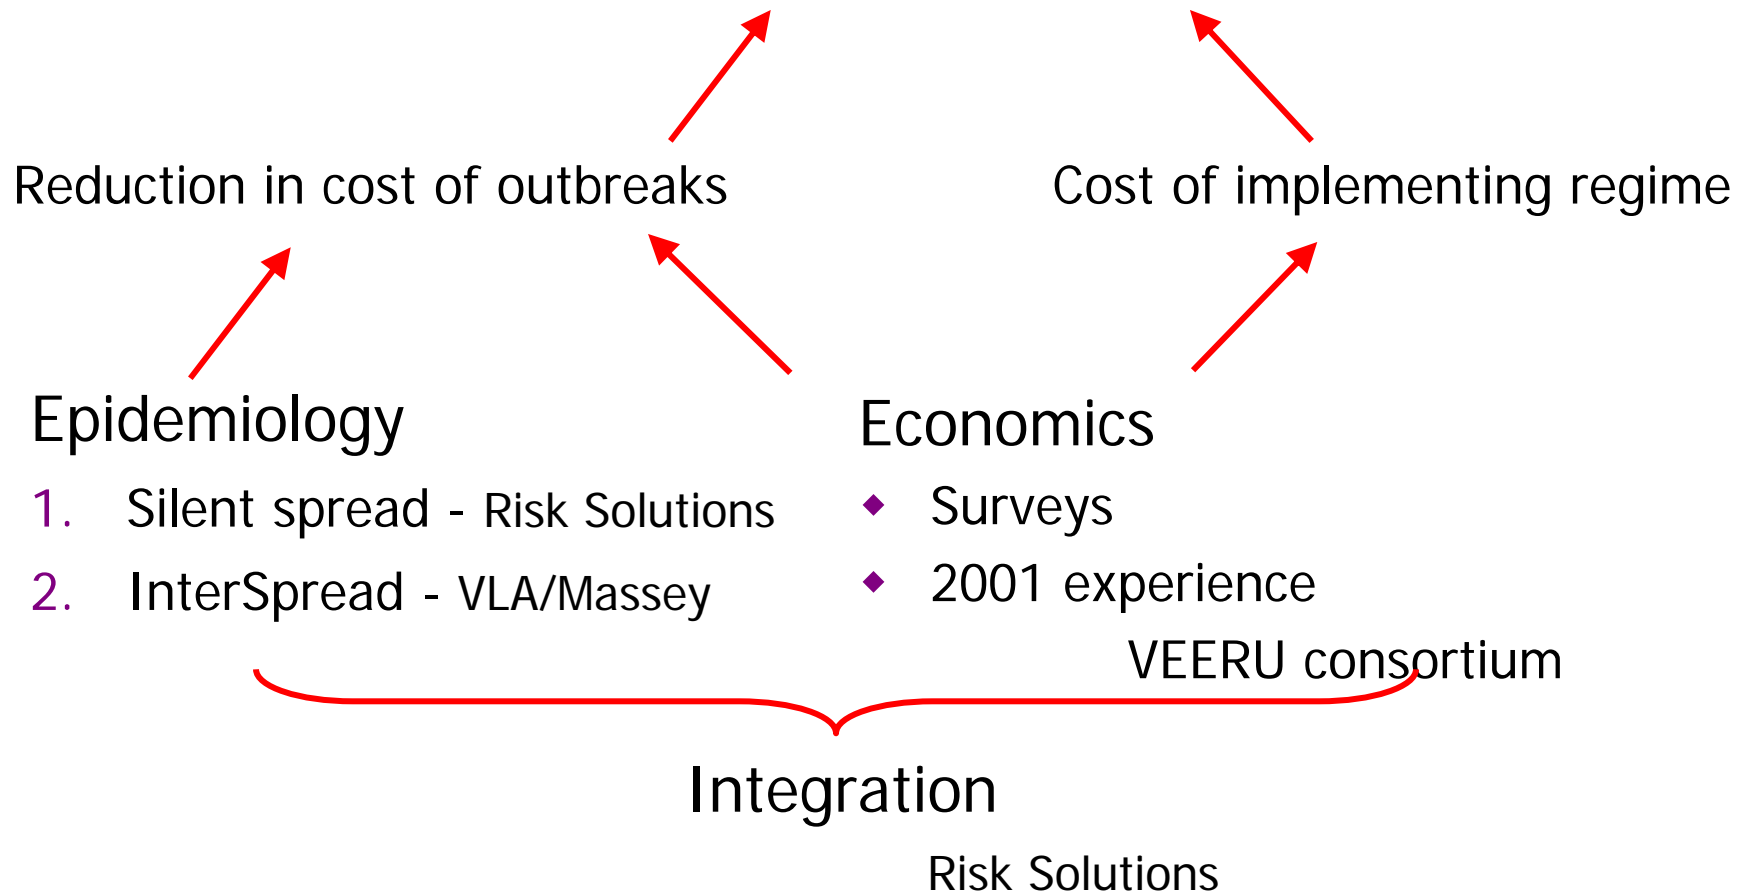 Reduction in cost of outbreaks
Cost of implementing regime
Epidemiology
1. Silent spread - Risk Solutions
2. InterSpread - VLA/Massey
Economics
◆ Surveys
◆ 2001 experience
VEERU consortium
Integration
Risk Solutions